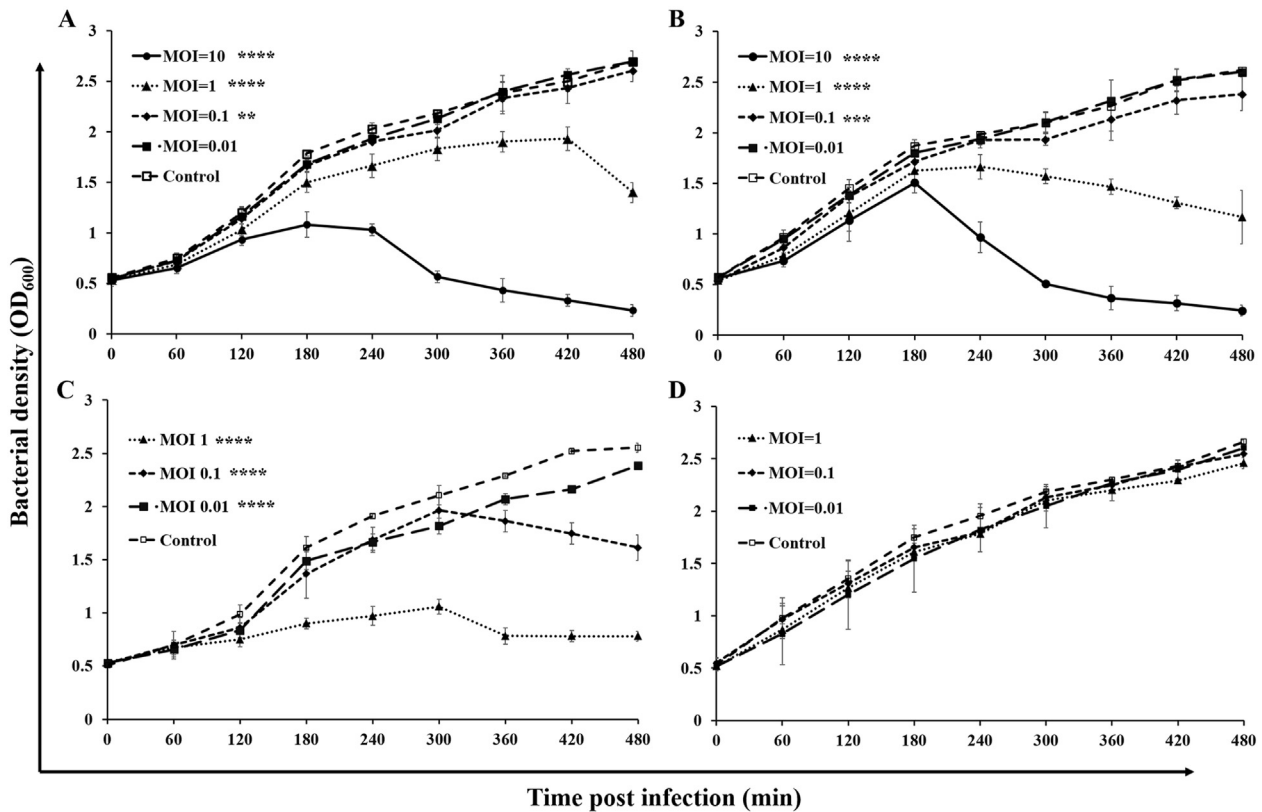 A
3
2.5
2
1.5
1
0.5
0
MOI=10 ****
MOI=1 ****
MOI=0.1 **
MOI=0.01
Control
0 60 120 180 240 300 360 420 480
B
3
2.5
2
1.5
1
0.5
0
MOI=10 ****
MOI=1 ****
MOI=0.1 ***
MOI=0.01
Control
0 60 120 180 240 300 360 420 480
C
3
2.5
2
1.5
1
0.5
0
MOI 1 ****
MOI 0.1 ****
MOI 0.01 ****
Control
0 60 120 180 240 300 360 420 480
D
3
2.5
2
1.5
1
0.5
0
MOI=1
MOI=0.1
MOI=0.01
Control
0 60 120 180 240 300 360 420 480
Bacterial density (OD600)
Time post infection (min)